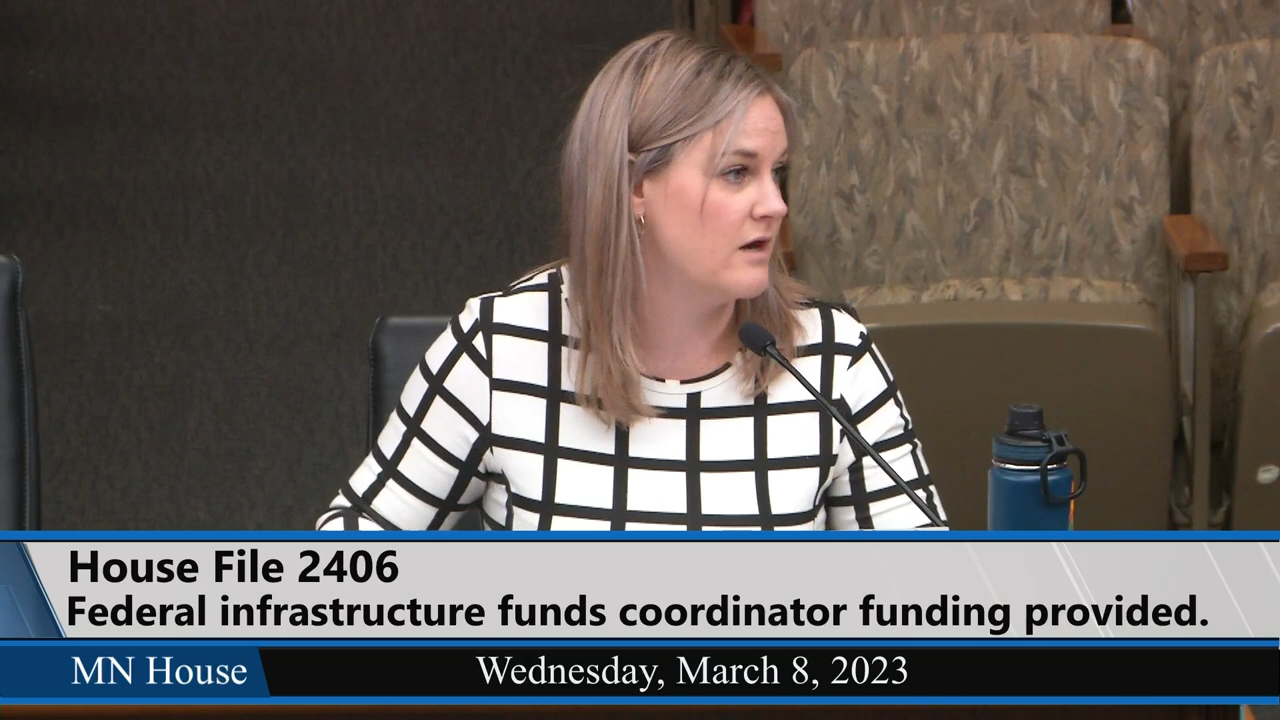 House File 2406
Federal infrastructure funds coordinator funding provided.
MN House
Wednesday, March 8, 2023